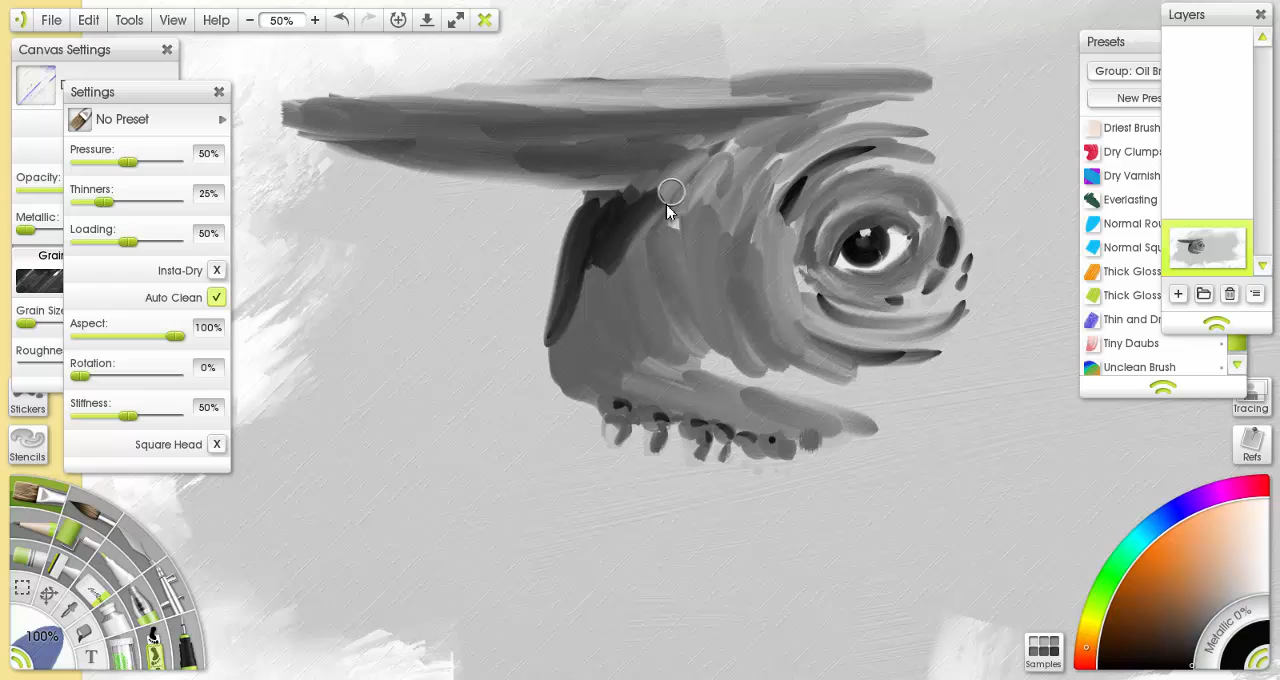 File Edit Tools View Help 50%
Layers
Canvas Settings
Presets
Settings
Group: Oil Br
No Preset
New Pres
Pressure: 50%
Thinners: 25%
Loading: 50%
Insta-Dry X
Auto Clean
Aspect: 100%
Rotation: 0%
Stiffness: 50%
Square Head X
Opacity:
Metallic:
Grain
Grain Size
Roughne
Driest Brush
Dry Clump
Dry Varnish
Everlasting
Normal Rou
Normal Squ
Thick Gloss
Thick Gloss
Thin and Dr
Tiny Daubs
Unclean Brush
Stickers
Stencils
Tracing
Refs
100%
T
Samples
Metallic 0%